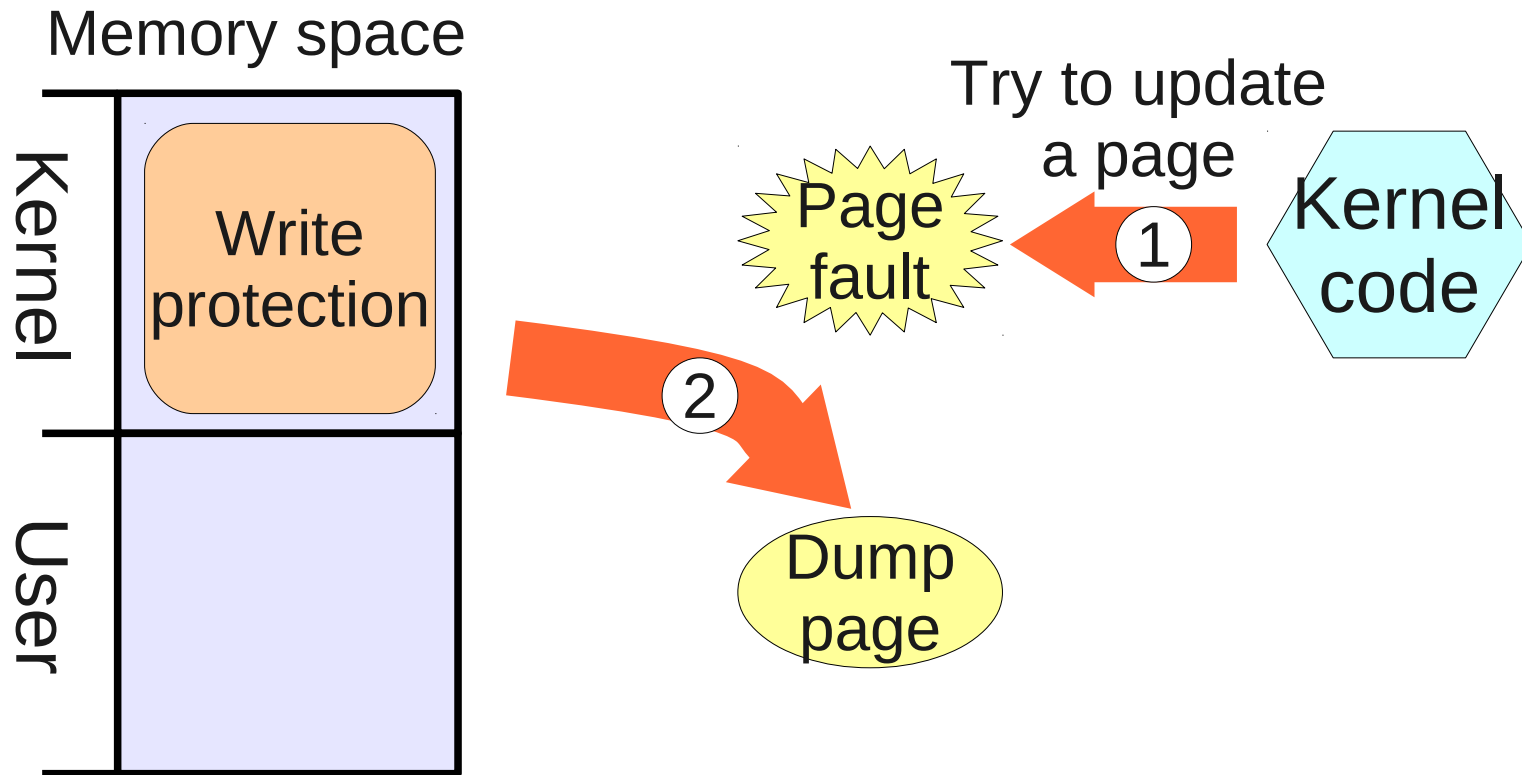 Memory space
Kernel
User
Write
protection
Try to update
a page
Page
fault
1
Kernel
code
2
Dump
page